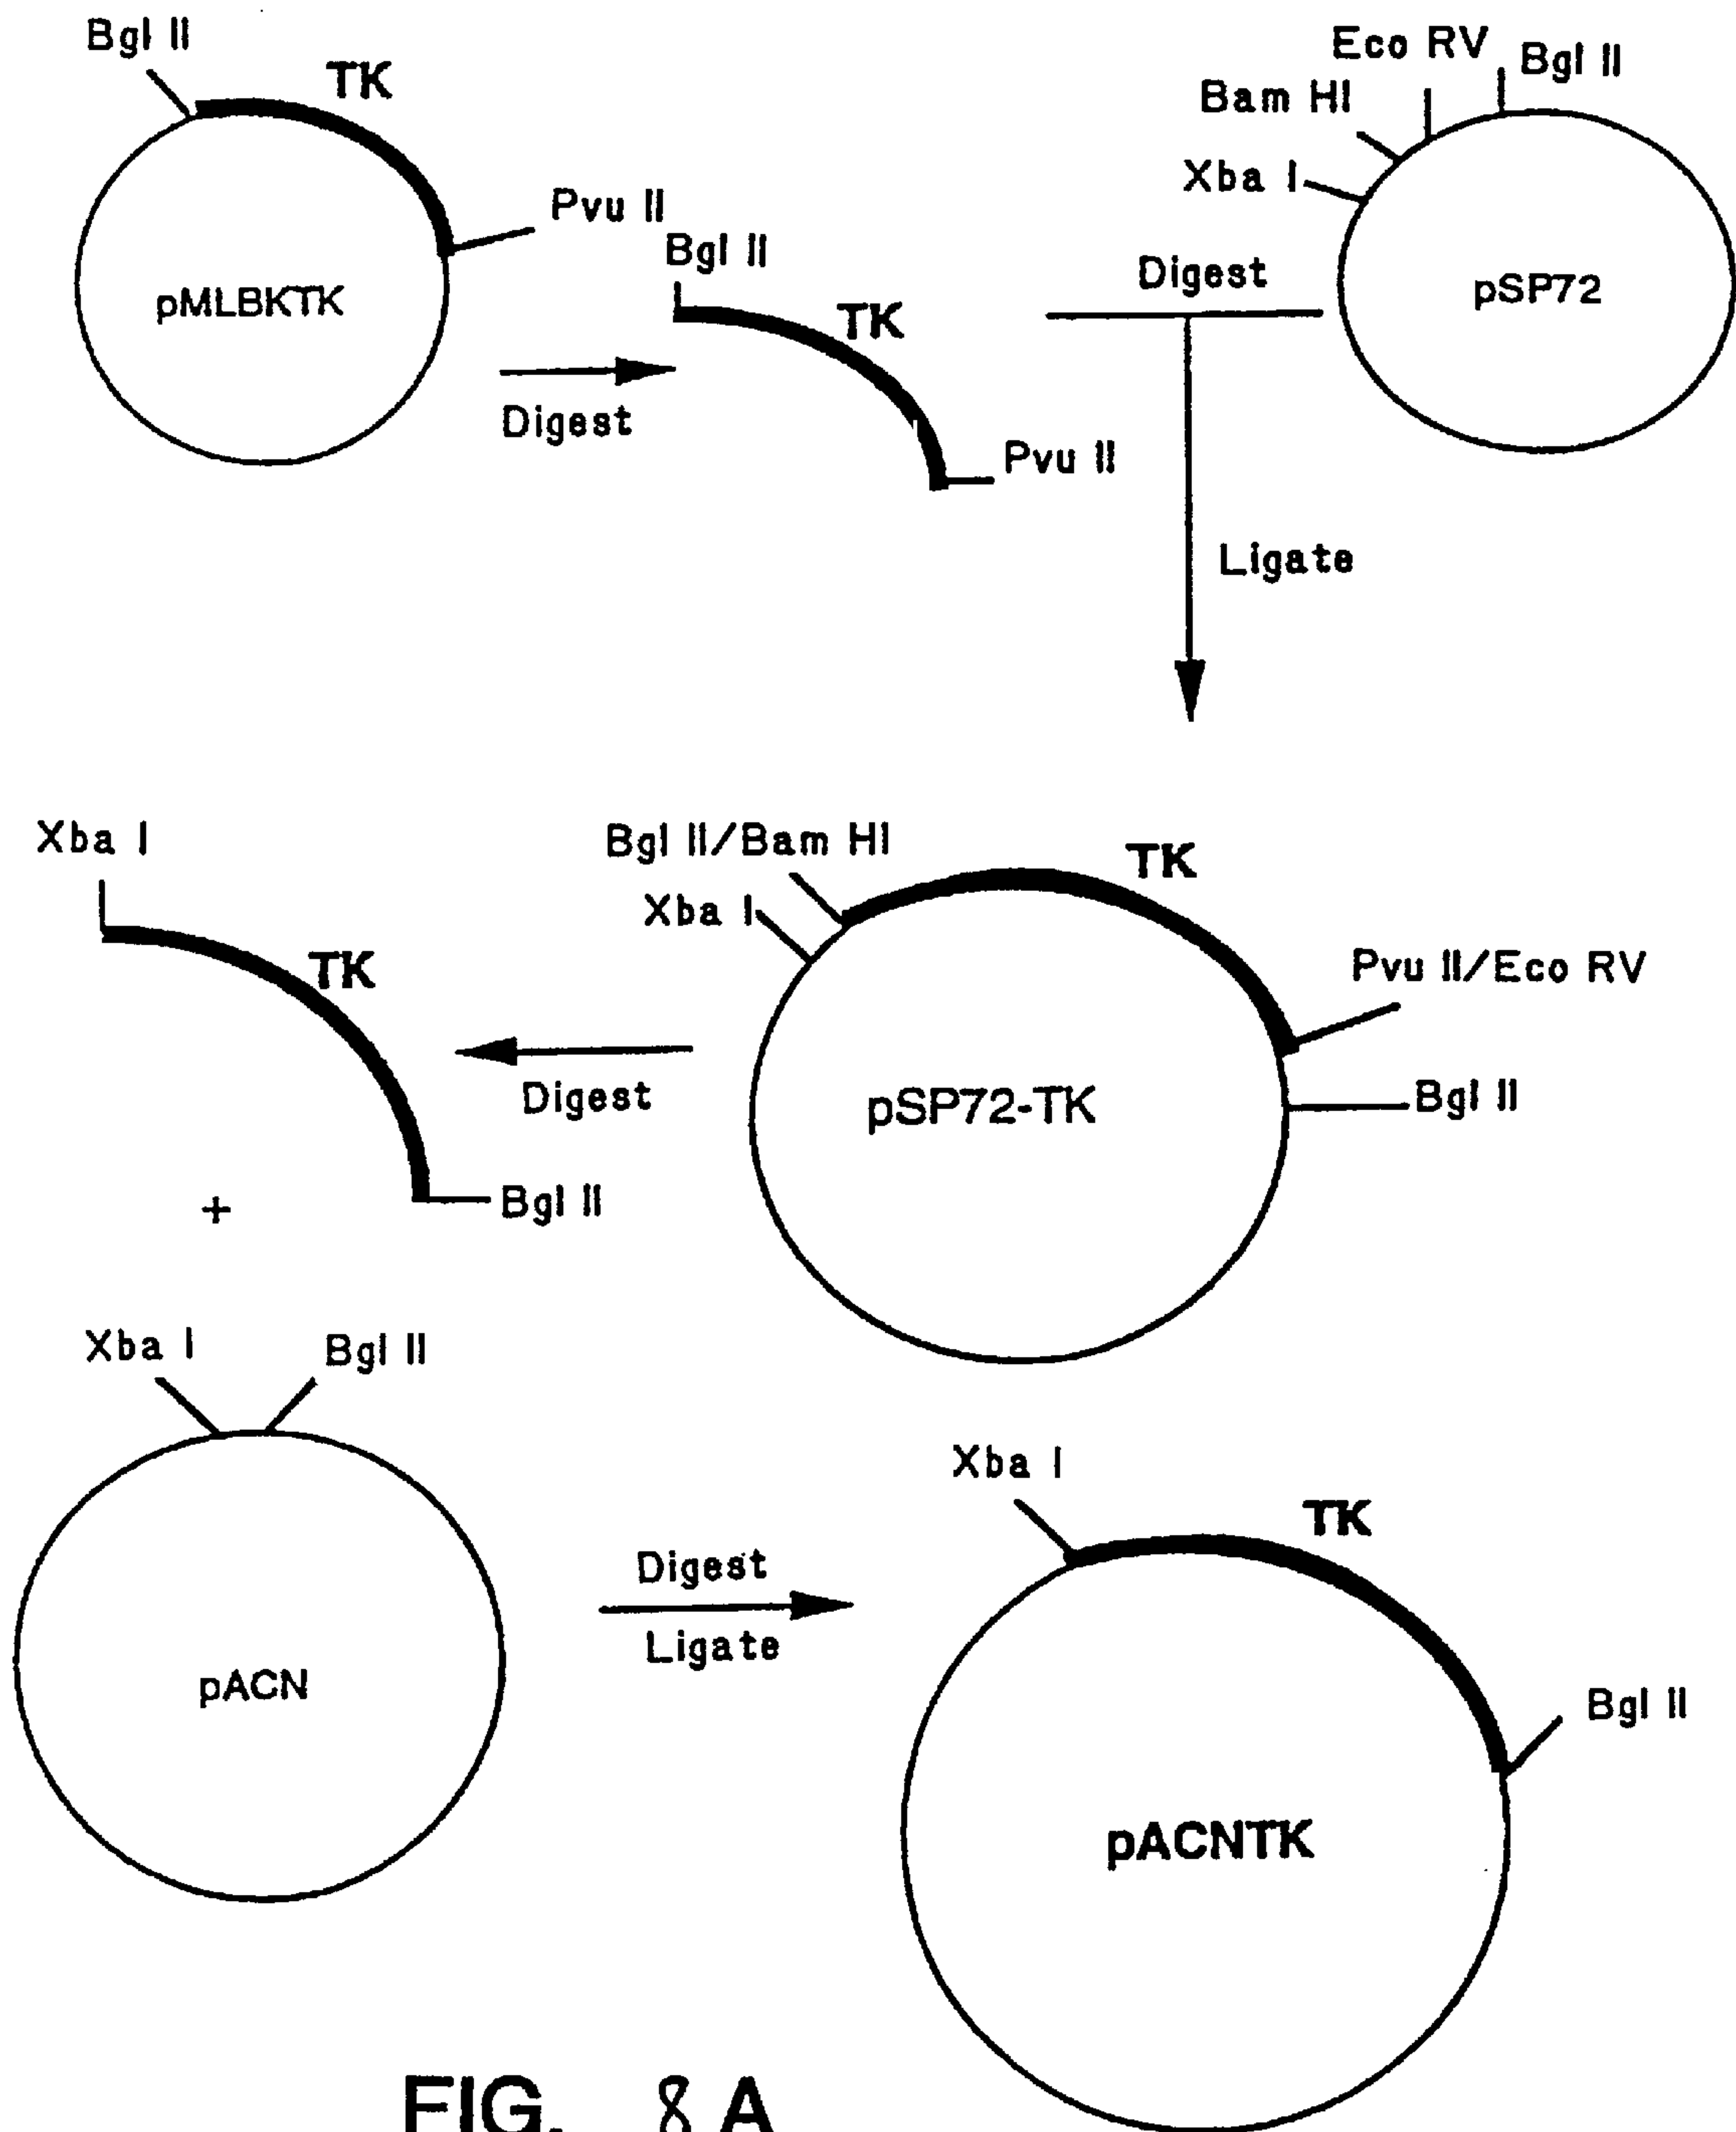 Bgl II
TK
Pvu II
pMLBKTK
Digest
Bgl II
TK
Pvu II
Eco RV
Bgl II
Bam HI
Xba I
Digest
pSP72
Ligate
Xba I
TK
Bgl II
Digest
Bgl II/Bam HI
Xba I
TK
Pvu II/Eco RV
Bgl II
pSP72-TK
+
Xba I
Bgl II
pACN
Digest
Ligate
Xba I
TK
Bgl II
pACNTK
FIG. 8 A